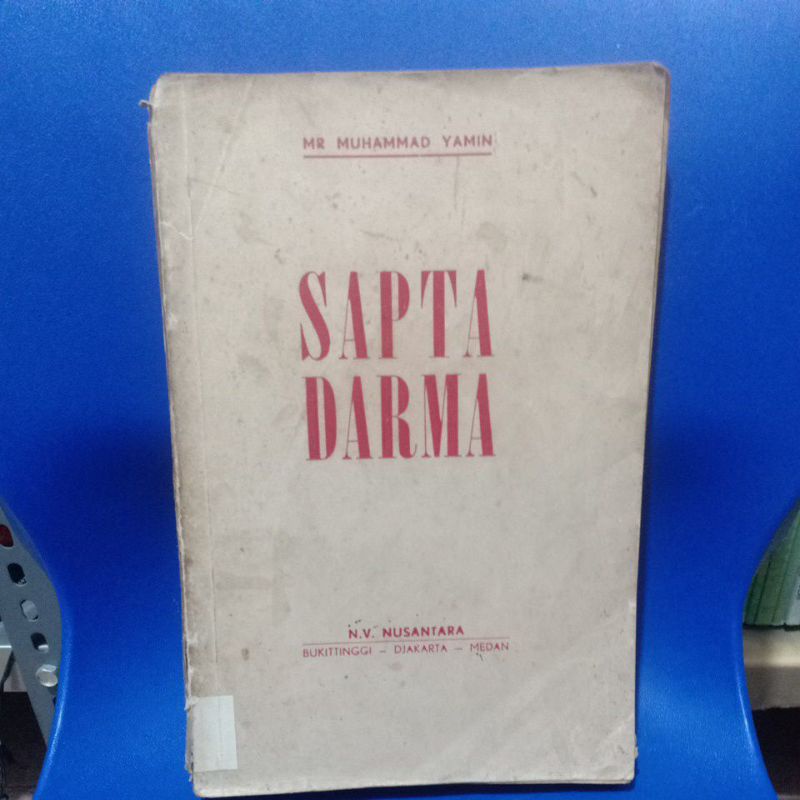 MR MUHAMMAD YAMIN
SAPTA
DARMA
N.V. NUSANTARA
BUKITTINGGI – DJAKARTA – MEDAN